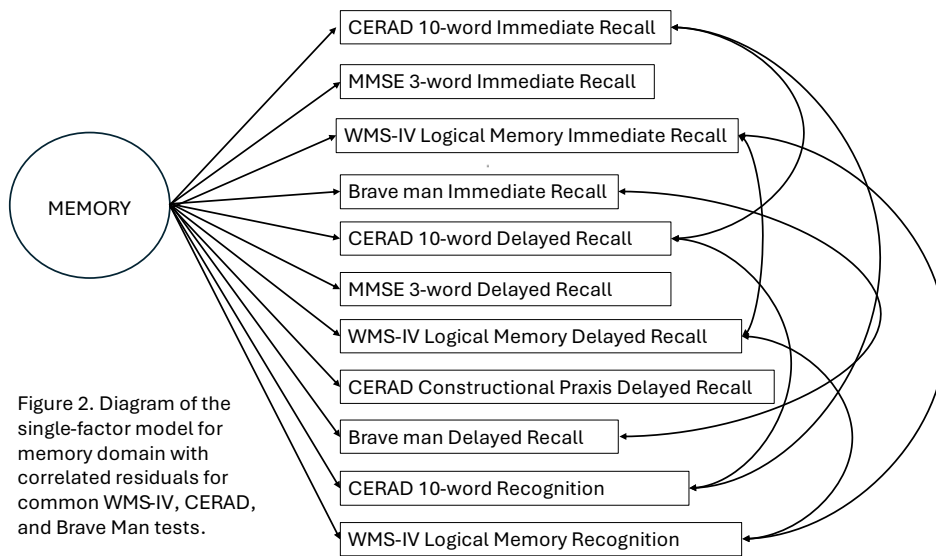 CERAD 10-word Immediate Recall
MMSE 3-word Immediate Recall
WMS-IV Logical Memory Immediate Recall
Brave man Immediate Recall
MEMORY
CERAD 10-word Delayed Recall
MMSE 3-word Delayed Recall
WMS-IV Logical Memory Delayed Recall
CERAD Constructional Praxis Delayed Recall
Brave man Delayed Recall
CERAD 10-word Recognition
WMS-IV Logical Memory Recognition
Figure 2. Diagram of the
single-factor model for
memory domain with
correlated residuals for
common WMS-IV, CERAD,
and Brave Man tests.